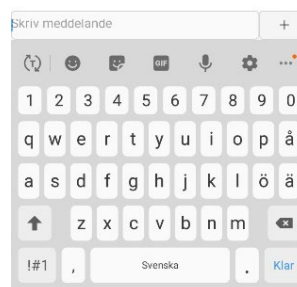 Skriv meddelande
+
T GIF
1 2 3 4 5 6 7 8 9 0
q w e r t y u i o p å
a s d f g h j k l ö ä
z x c v b n m
!#1 , Svenska . Klar